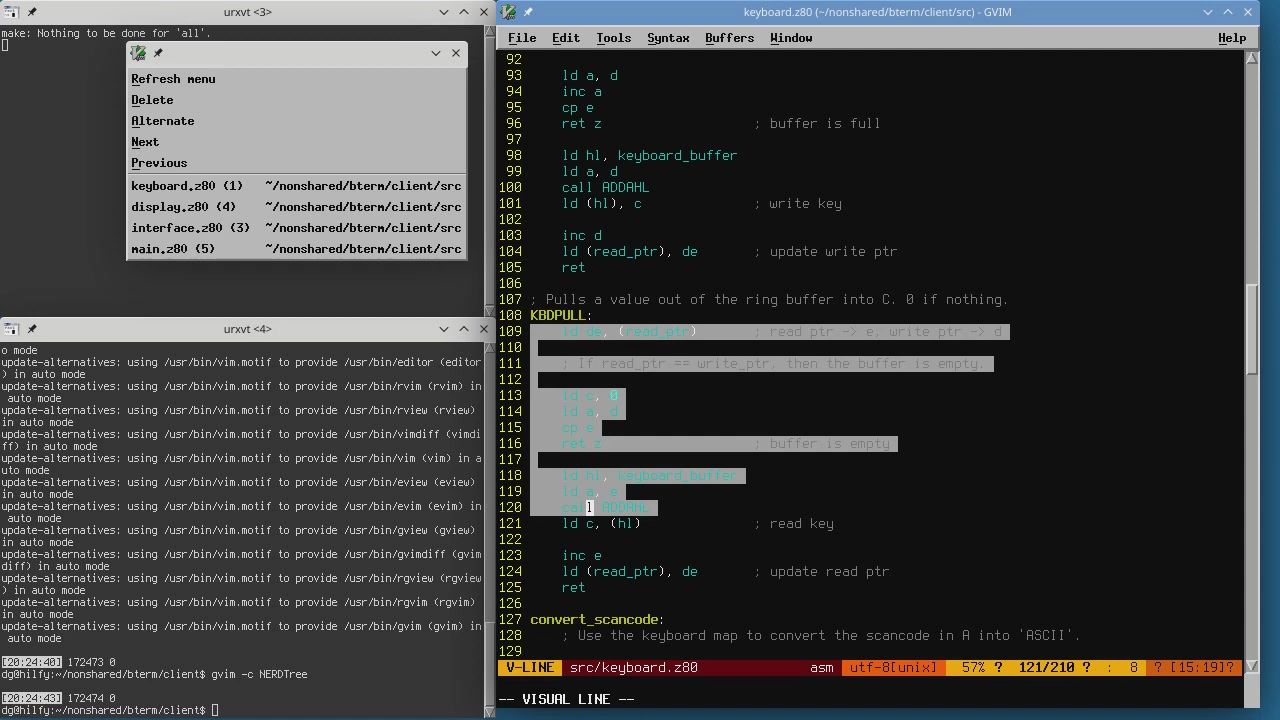 urxvt <3>
make: Nothing to be done for 'all'.
Refresh menu
Delete
Alternate
Next
Previous
keyboard.z80 (1) ~/nonshared/bterm/client/src
display.z80 (4) ~/nonshared/bterm/client/src
interface.z80 (3) ~/nonshared/bterm/client/src
main.z80 (5) ~/nonshared/bterm/client/src
urxvt <4>
o mode
update-alternatives: using /usr/bin/vim.motif to provide /usr/bin/editor (editor
) in auto mode
update-alternatives: using /usr/bin/vim.motif to provide /usr/bin/rvim (rvim) in
 auto mode
update-alternatives: using /usr/bin/vim.motif to provide /usr/bin/rview (rview)
in auto mode
update-alternatives: using /usr/bin/vim.motif to provide /usr/bin/vimdiff (vimdi
ff) in auto mode
update-alternatives: using /usr/bin/vim.motif to provide /usr/bin/vim (vim) in a
uto mode
update-alternatives: using /usr/bin/vim.motif to provide /usr/bin/eview (eview)
in auto mode
update-alternatives: using /usr/bin/vim.motif to provide /usr/bin/evim (evim) in
 auto mode
update-alternatives: using /usr/bin/vim.motif to provide /usr/bin/gview (gview)
in auto mode
update-alternatives: using /usr/bin/vim.motif to provide /usr/bin/gvimdiff (gvim
diff) in auto mode
update-alternatives: using /usr/bin/vim.motif to provide /usr/bin/rgview (rgview
) in auto mode
update-alternatives: using /usr/bin/vim.motif to provide /usr/bin/rgvim (rgvim)
in auto mode
update-alternatives: using /usr/bin/vim.motif to provide /usr/bin/gvim (gvim) in
 auto mode
[20:24:40] 172473 0
dg@hilfy:~/nonshared/bterm/client$ gvim -c NERDTree
[20:24:43] 172474 0
dg@hilfy:~/nonshared/bterm/client$
keyboard.z80 (~/nonshared/bterm/client/src) - GVIM
File Edit Tools Syntax Buffers Window Help
92
93 ld a, d
94 inc a
95 cp e
96 ret z ; buffer is full
97
98 ld hl, keyboard_buffer
99 ld a, d
100 call ADDAHL
101 ld (hl), c ; write key
102
103 inc d
104 ld (read_ptr), de ; update write ptr
105 ret
106
107 ; Pulls a value out of the ring buffer into C. 0 if nothing.
108 KBDPULL:
109 ld de, (read_ptr) ; read ptr -> e, write ptr -> d
110
111 ; If read_ptr == write_ptr, then the buffer is empty.
112
113 ld c, 0
114 ld a, d
115 cp e
116 ret z ; buffer is empty
117
118 ld hl, keyboard_buffer
119 ld a, e
120 call ADDAHL
121 ld c, (hl) ; read key
122
123 inc e
124 ld (read_ptr), de ; update read ptr
125 ret
126
127 convert_scancode:
128 ; Use the keyboard map to convert the scancode in A into 'ASCII'.
129
V-LINE src/keyboard.z80 asm utf-8[unix] 57% ? 121/210 ? : 8 ? [15:19]?
-- VISUAL LINE --